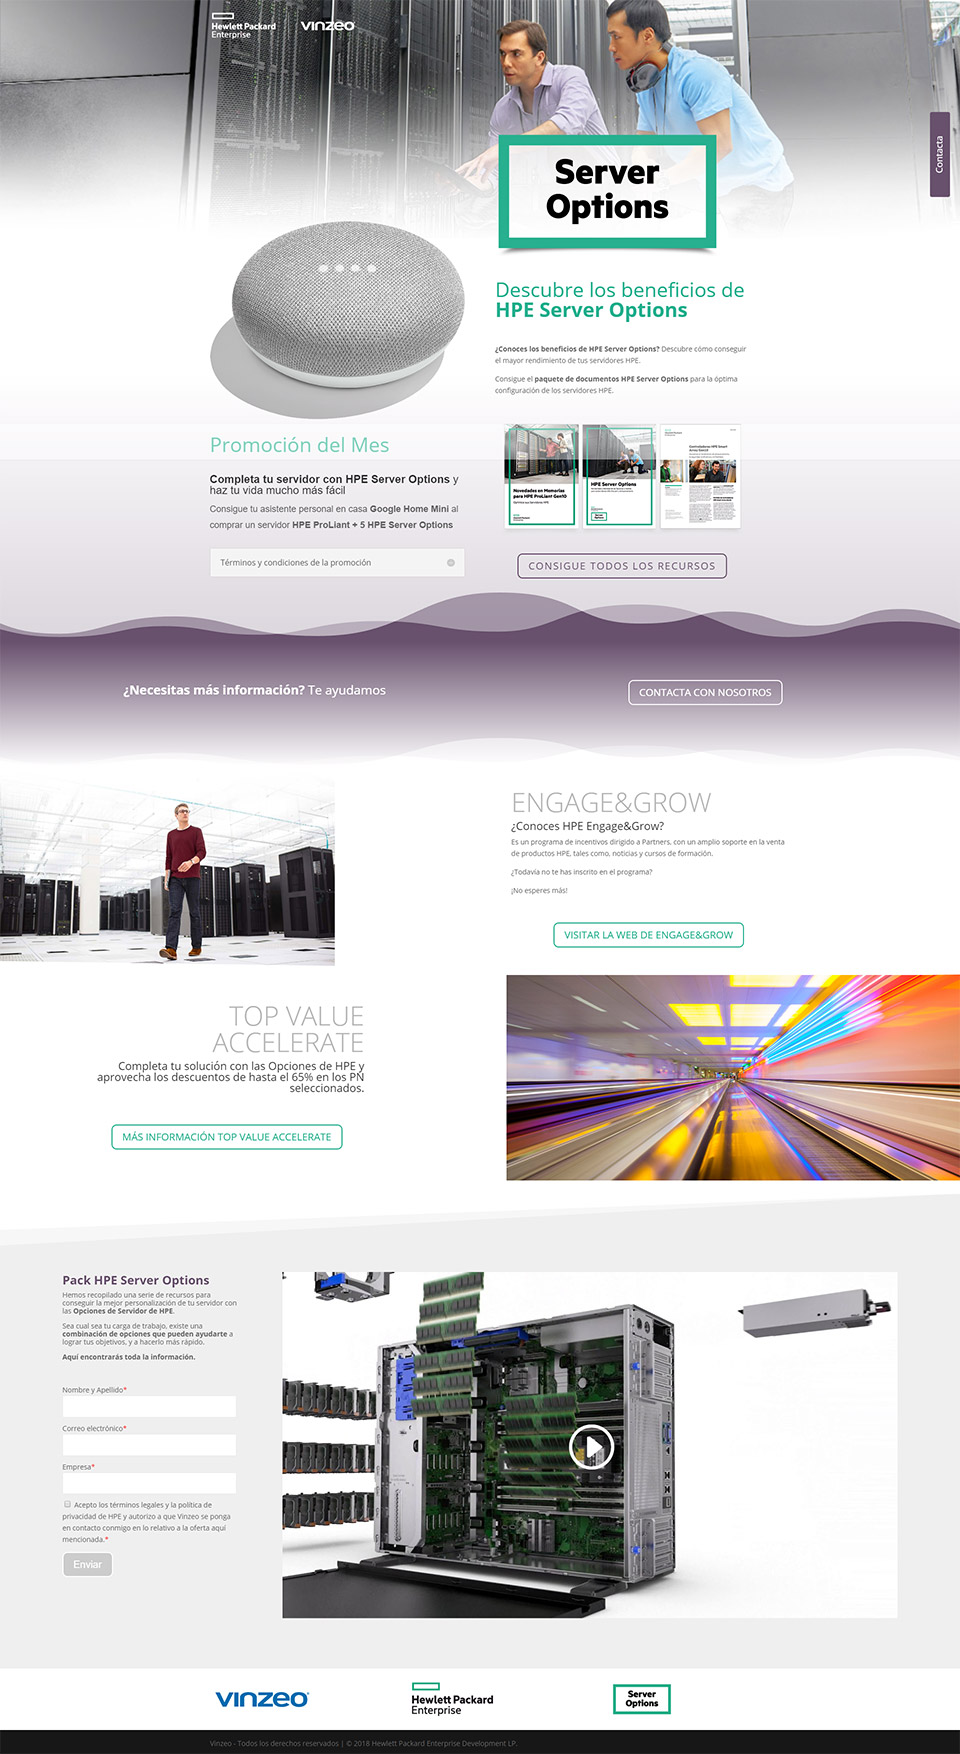 Hewlett Packard
Enterprise
VINZEO
Contacta
Server
Options
Descubre los beneficios de
HPE Server Options
¿Conoces los beneficios de HPE Server Options? Descubre cómo conseguir
el mayor rendimiento de tus servidores HPE.
Consigue el paquete de documentos HPE Server Options para la óptima
configuración de los servidores HPE.
Novedades en Memorias
para HPE ProLiant Gen10
HPE Server Options
Controladoras HPE Smart
Array Gen10
CONSIGUE TODOS LOS RECURSOS
Promoción del Mes
Completa tu servidor con HPE Server Options y
haz tu vida mucho más fácil
Consigue tu asistente personal en casa Google Home Mini al
comprar un servidor HPE ProLiant + 5 HPE Server Options
Términos y condiciones de la promoción
¿Necesitas más información? Te ayudamos
CONTACTA CON NOSOTROS
ENGAGE&GROW
¿Conoces HPE Engage&Grow?
Es un programa de incentivos dirigido a Partners, con un amplio soporte en la venta
de productos HPE, tales como, noticias y cursos de formación.
¿Todavia no te has inscrito en el programa?
¡No esperes más!
VISITAR LA WEB DE ENGAGE&GROW
TOP VALUE
ACCELERATE
Completa tu solución con las Opciones de HPE y
aprovecha los descuentos de hasta el 65% en los PN
seleccionados.
MÁS INFORMACIÓN TOP VALUE ACCELERATE
Pack HPE Server Options
Hemos recopilado una serie de recursos para
conseguir la mejor personalización de tu servidor con
las Opciones de Servidor de HPE.
Sea cual sea tu carga de trabajo, existe una
combinación de opciones que pueden ayudarte a
lograr tus objetivos, y a hacerlo más rápido.
Aquí encontrarás toda la información.
Nombre y Apellido*
Correo electrónico*
Empresa*
Acepto los términos legales y la política de
privacidad de HPE y autorizo a que Vinzeo se ponga
en contacto conmigo en lo relativo a la oferta aquí
mencionada.*
Enviar
VINZEO
Hewlett Packard
Enterprise
Server
Options
Vinzeo - Todos los derechos reservados | © 2018 Hewlett Packard Enterprise Development LP.